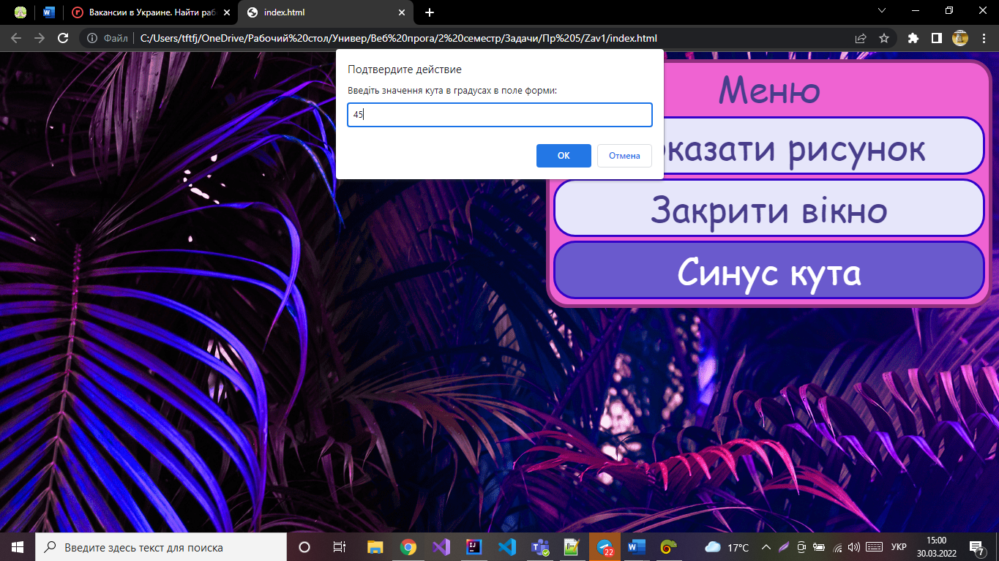 Вакансии в Украине. Найти раб
index.html
Файл
C:/Users/tftfj/OneDrive/Рабочий%20стол/Универ/Веб%20прога/2%20семестр/Задачи/Пр%205/Zav1/index.html
Подтвердите действие
Введіть значення кута в градусах в поле форми:
45
ОК
Отмена
Меню
оказати рисунок
Закрити вікно
Синус кута
Введите здесь текст для поиска
22
17°C
УКР
15:00
30.03.2022
7